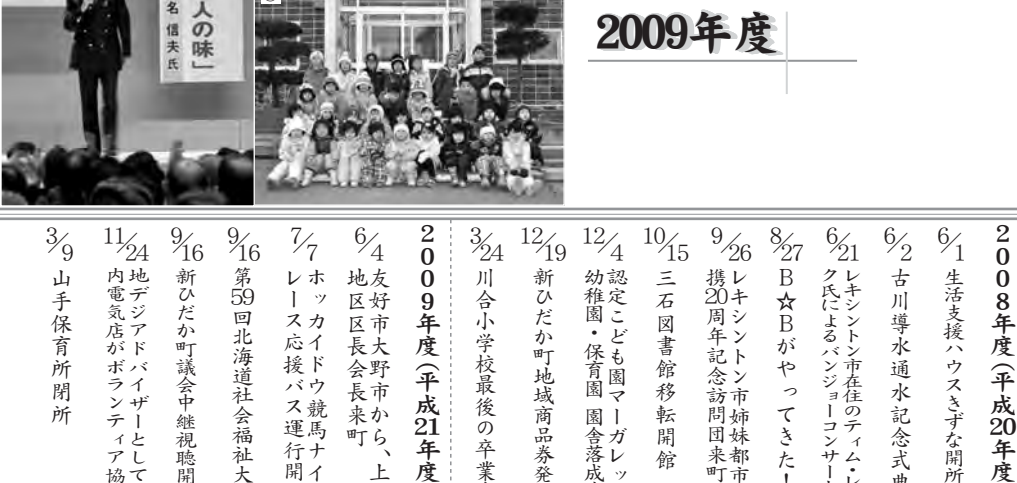 人の味」
名 信夫 氏
2009年度
2008年度(平成20年度
6/1 生活支援ハウスきずな開所
6/2 古川導水通水記念式典
6/21 レキシントン市在住のティム・レ
ク氏によるバンジョーコンサート
8/27 B☆Bがやってきた!
9/26 レキシントン市姉妹都市
携20周年記念訪問団来町
10/15 三石図書館移転開館
12/4 認定こども園マーガレッ
幼稚園・保育園 園舎落成
12/19 新ひだか町地域商品券発
3/24 川合小学校最後の卒業
2009年度(平成21年度
6/4 友好市大野市から、上
地区区長会長来町
7/7 ホッカイドウ競馬ナイ
レース応援バス運行開
9/16 第59回北海道社会福祉大
9/16 新ひだか町議会中継視聴開
11/24 地デジアドバイザーとして
内電気店がボランティア協
3/9 山手保育所閉所